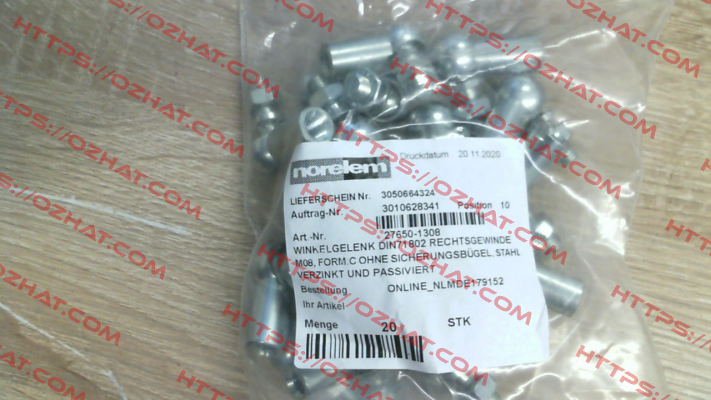 norelem
Druckdatum 20.11.2020
LIEFERSCHEIN Nr. 3050664324
Auftrag-Nr. 3010628341 Position 10
Art.-Nr. 27650-1308
WINKELGELENK DIN71802 RECHTSGEWINDE
M08, FORM:C OHNE SICHERUNGSBÜGEL, STAHL
VERZINKT UND PASSIVIERT
Bestellung ONLINE_NLMDE179152
Ihr Artikel
Menge 20 STK
HTTPS://OZHAT.COM